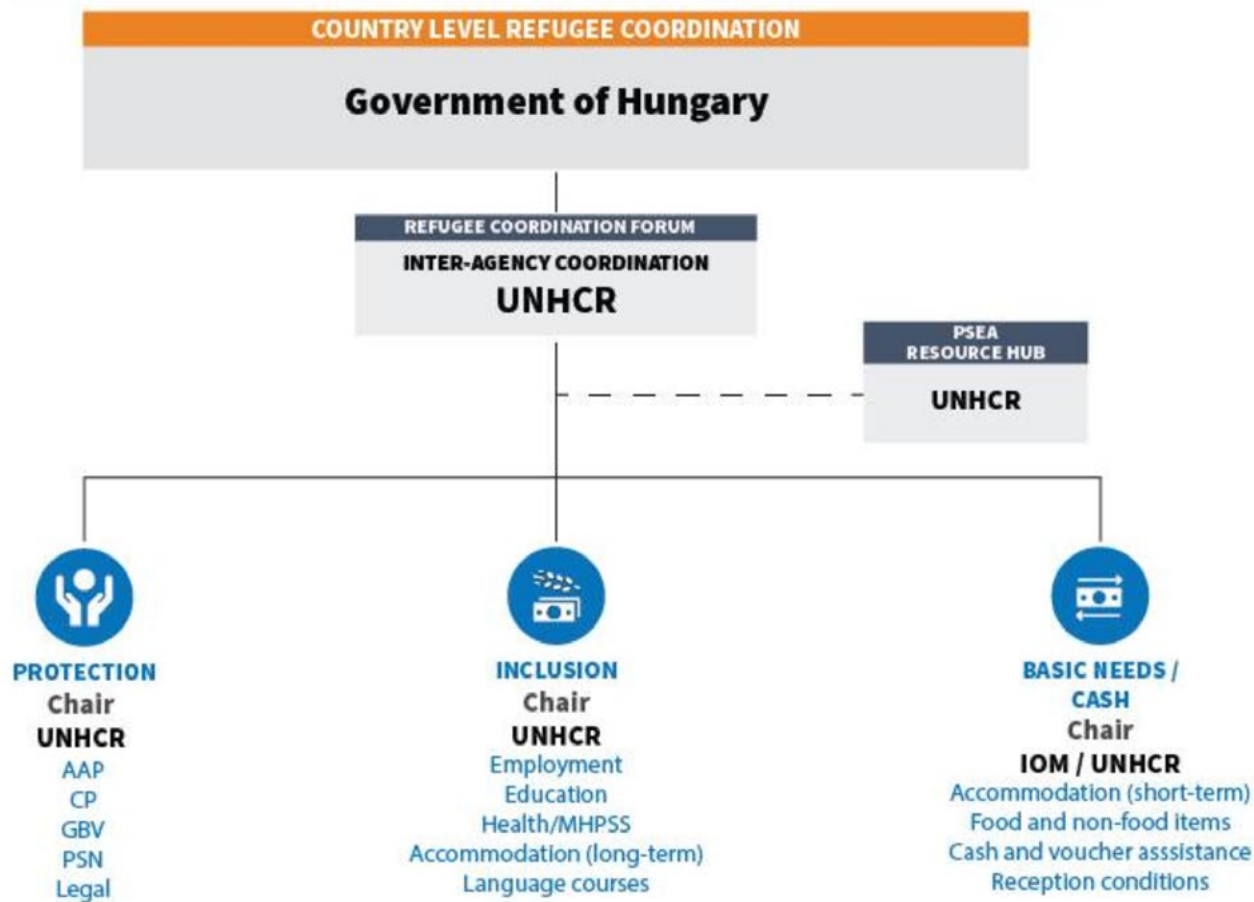 COUNTRY LEVEL REFUGEE COORDINATION
Government of Hungary
REFUGEE COORDINATION FORUM
INTER-AGENCY COORDINATION
UNHCR
PSEA
RESOURCE HUB
UNHCR
PROTECTION
Chair
UNHCR
AAP
CP
GBV
PSN
Legal
INCLUSION
Chair
UNHCR
Employment
Education
Health/MHPSS
Accommodation (long-term)
Language courses
BASIC NEEDS /
CASH
Chair
IOM / UNHCR
Accommodation (short-term)
Food and non-food items
Cash and voucher asssistance
Reception conditions